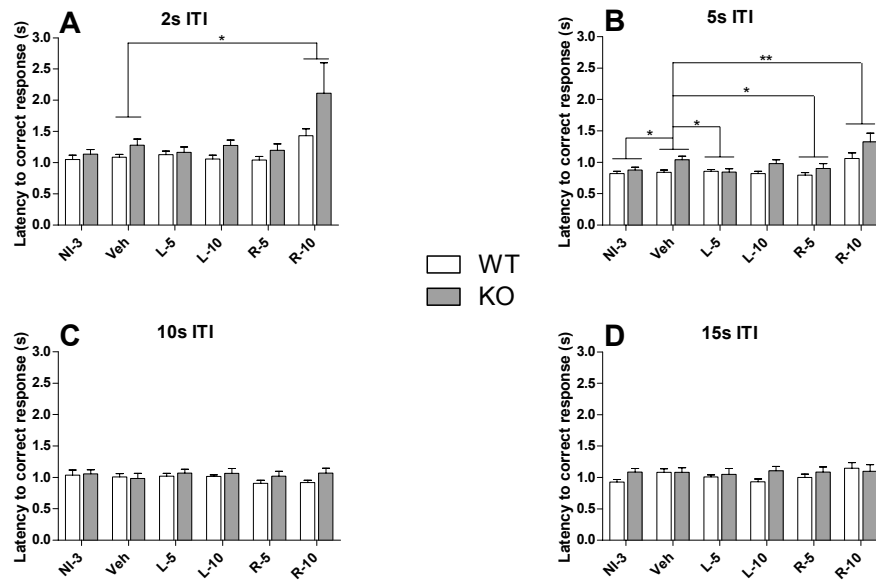 A
2s ITI
Latency to correct response (s)
3.0
2.5
2.0
1.5
1.0
0.5
0.0
*
NI-3
Veh
L-5
L-10
R-5
R-10
B
5s ITI
Latency to correct response (s)
3.0
2.5
2.0
1.5
1.0
0.5
0.0
**
*
*
*
NI-3
Veh
L-5
L-10
R-5
R-10
WT
KO
C
10s ITI
Latency to correct response (s)
3.0
2.5
2.0
1.5
1.0
0.5
0.0
NI-3
Veh
L-5
L-10
R-5
R-10
D
15s ITI
Latency to correct response (s)
3.0
2.5
2.0
1.5
1.0
0.5
0.0
NI-3
Veh
L-5
L-10
R-5
R-10